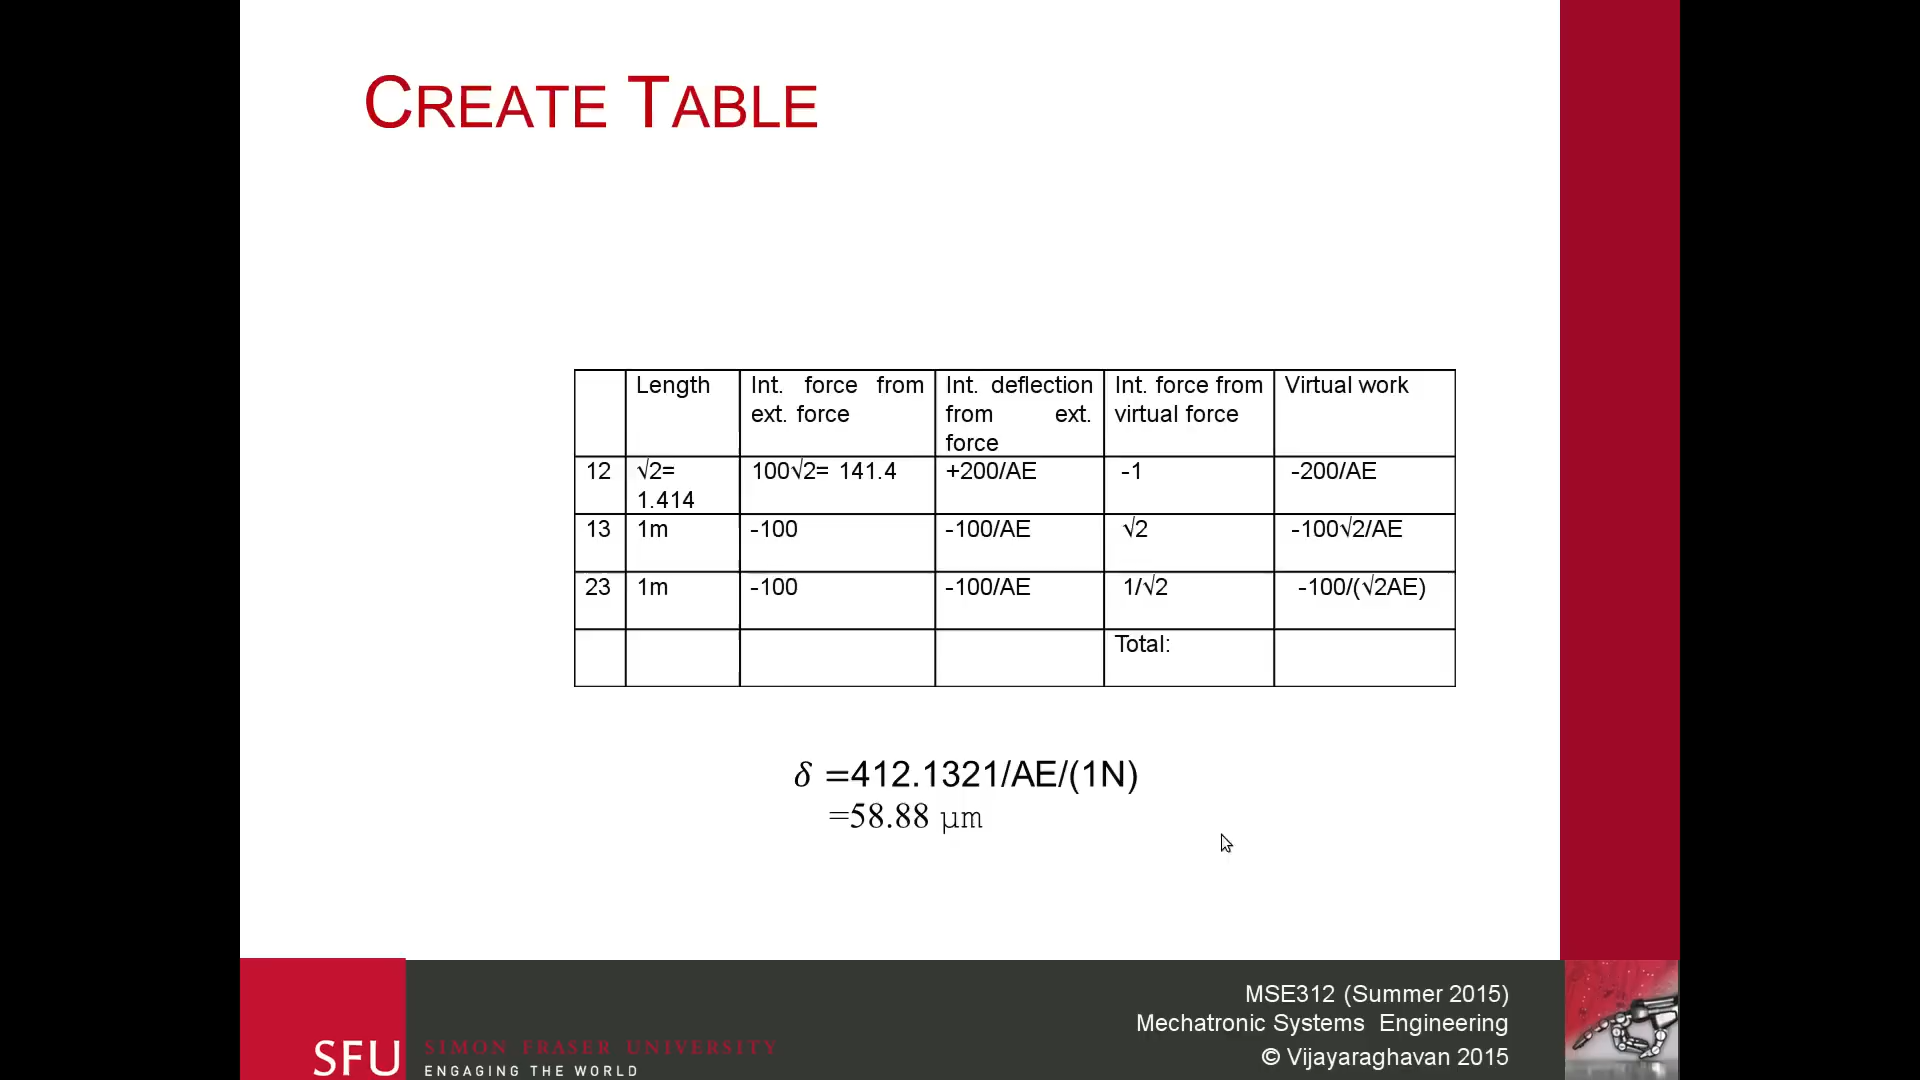 CREATE TABLE
Length
Int. force from
ext. force
Int. deflection
from ext.
force
Int. force from
virtual force
Virtual work
12
√2=
1.414
100√2= 141.4
+200/AE
-1
-200/AE
13
1m
-100
-100/AE
√2
-100√2/AE
23
1m
-100
-100/AE
1/√2
-100/(√2AE)
Total:
δ =412.1321/AE/(1N)
=58.88 µm
MSE312 (Summer 2015)
Mechatronic Systems Engineering
© Vijayaraghavan 2015
SFU
SIMON FRASER UNIVERSITY
ENGAGING THE WORLD